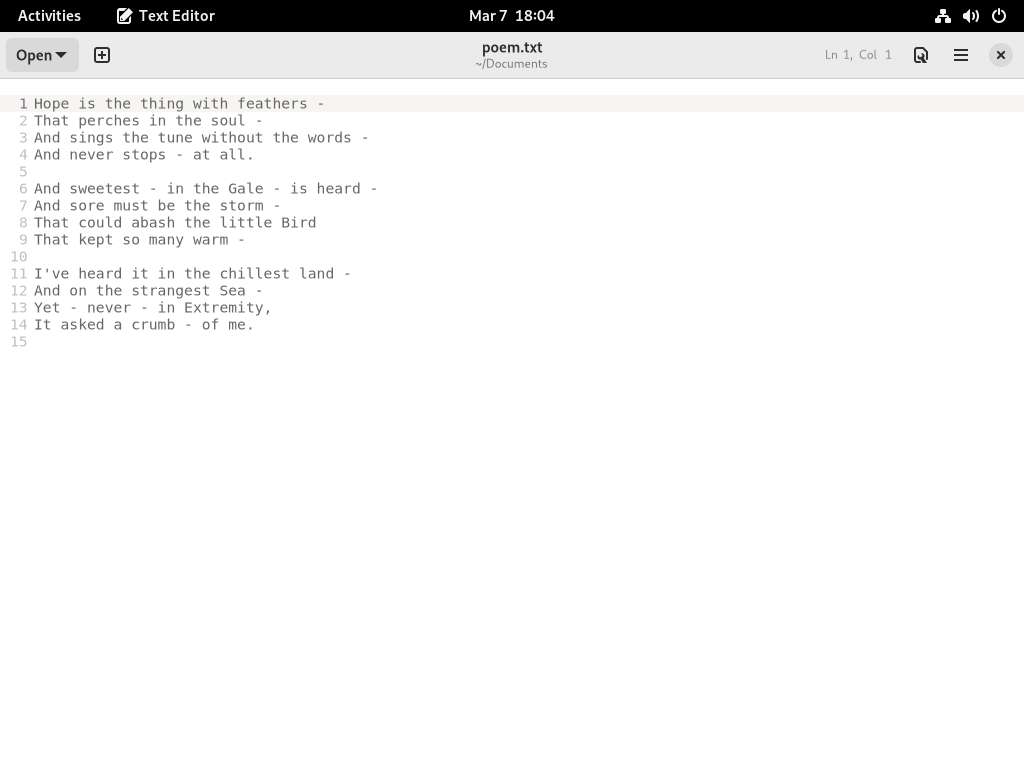 Activities Text Editor Mar 7 18:04
Open poem.txt Ln 1, Col 1
~/Documents
1 Hope is the thing with feathers -
2 That perches in the soul -
3 And sings the tune without the words -
4 And never stops - at all.
5
6 And sweetest - in the Gale - is heard -
7 And sore must be the storm -
8 That could abash the little Bird
9 That kept so many warm -
10
11 I've heard it in the chillest land -
12 And on the strangest Sea -
13 Yet - never - in Extremity,
14 It asked a crumb - of me.
15